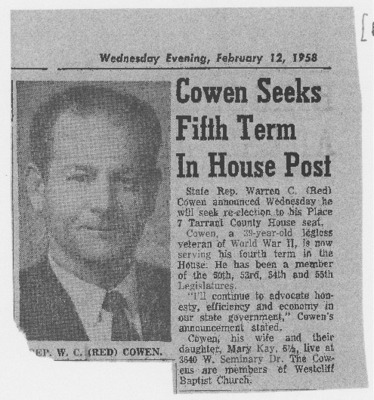 Wednesday Evening, February 12, 1958
Cowen Seeks
Fifth Term
In House Post
State Rep. Warren C. (Red)
Cowen announced Wednesday he
will seek re-election to his Place
7 Tarrant County House seat.
Cowen, a 39-year-old legless
veteran of World War II, is now
serving his fourth term in the
House. He has been a member
of the 50th, 53rd, 54th and 55th
Legislatures.
"I'll continue to advocate hon-
esty, efficiency and economy in
our state government," Cowen's
announcement stated.
Cowen, his wife and their
daughter, Mary Kay, 6½, live at
3640 W. Seminary Dr. The Cow-
ens are members of Westcliff
Baptist Church.
REP. W. C. (RED) COWEN.